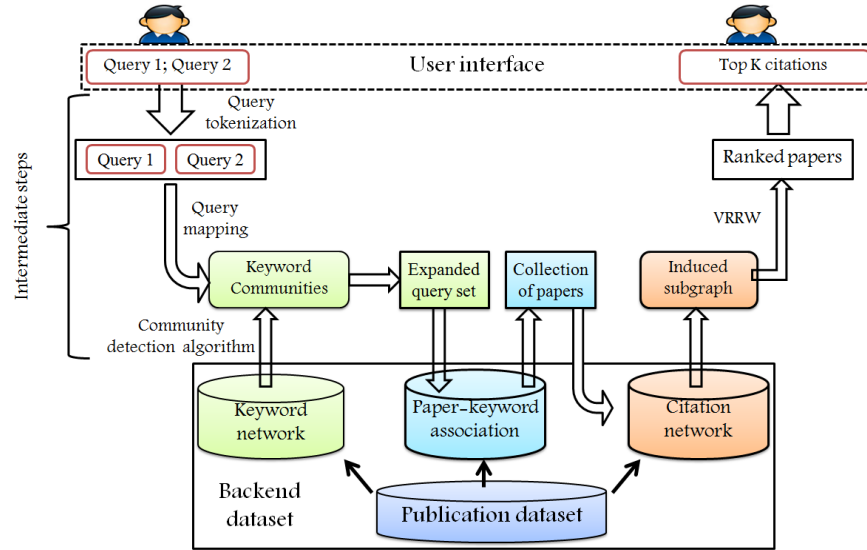 Query 1; Query 2
User interface
Top K citations
Query
tokenization
Query 1
Query 2
Ranked papers
Intermediate steps
Query
mapping
VRRW
Keyword
Communities
Expanded
query set
Collection
of papers
Induced
subgraph
Community
detection algorithm
Keyword
network
Paper-keyword
association
Citation
network
Backend
dataset
Publication dataset